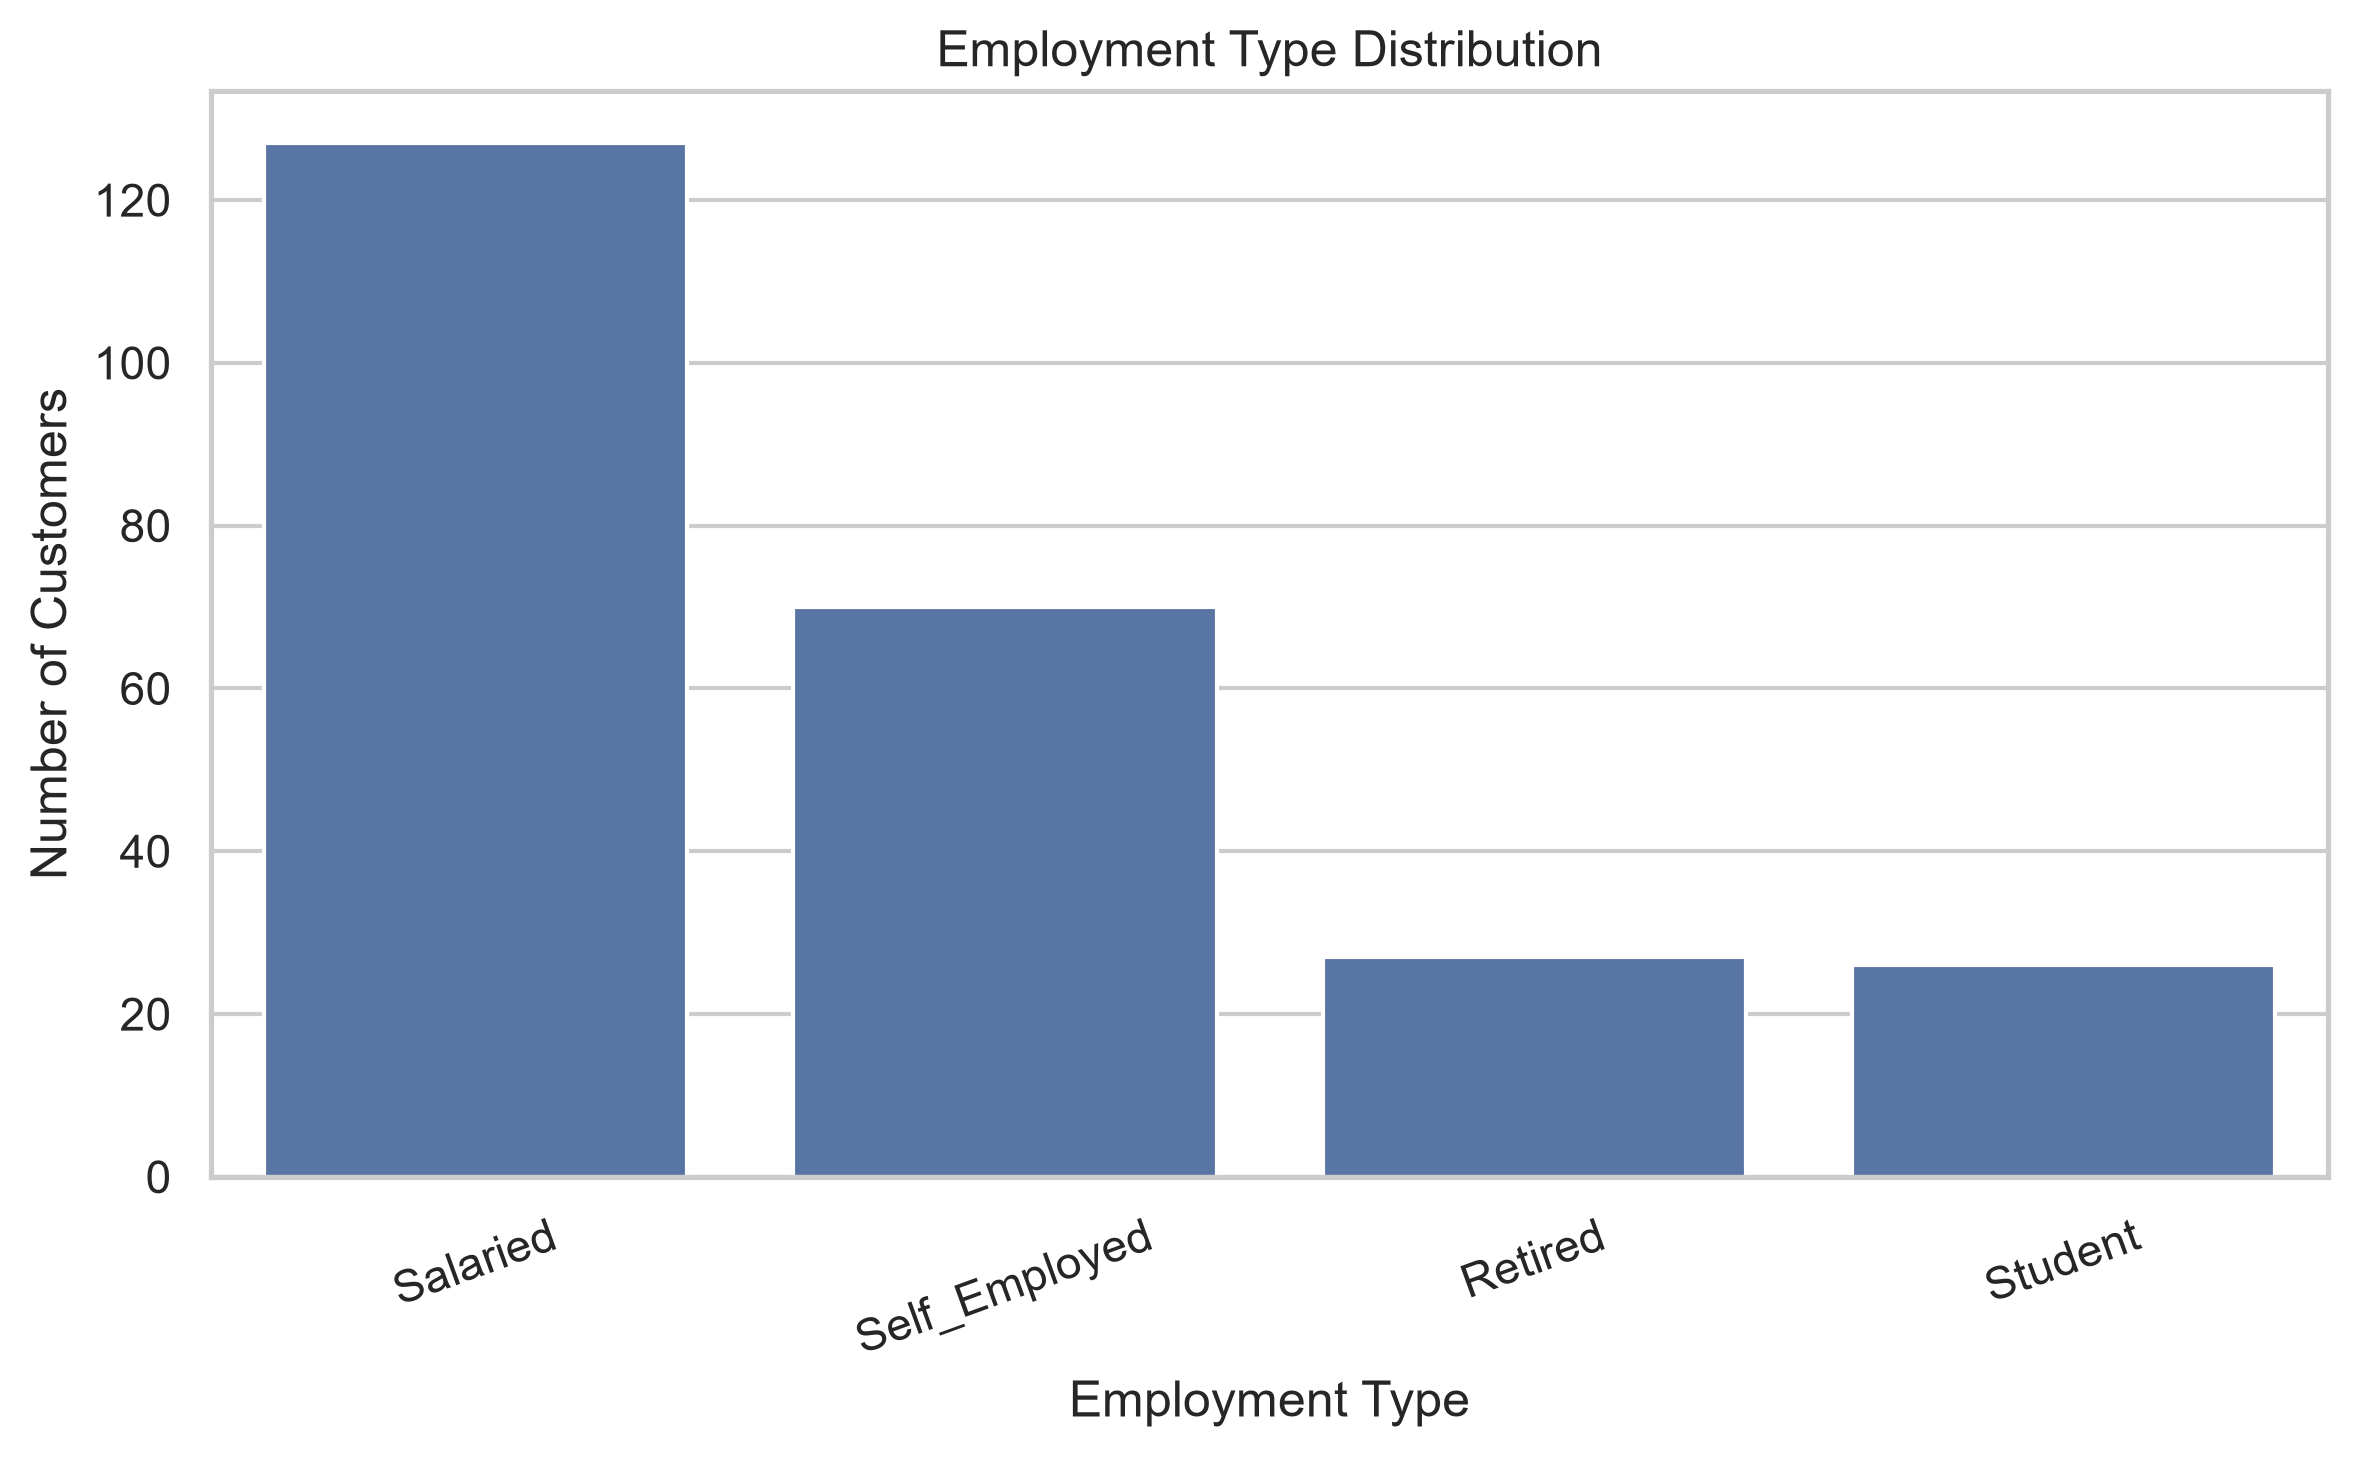 Employment Type Distribution
Number of Customers
120
100
80
60
40
20
0
Salaried
Self_Employed
Retired
Student
Employment Type